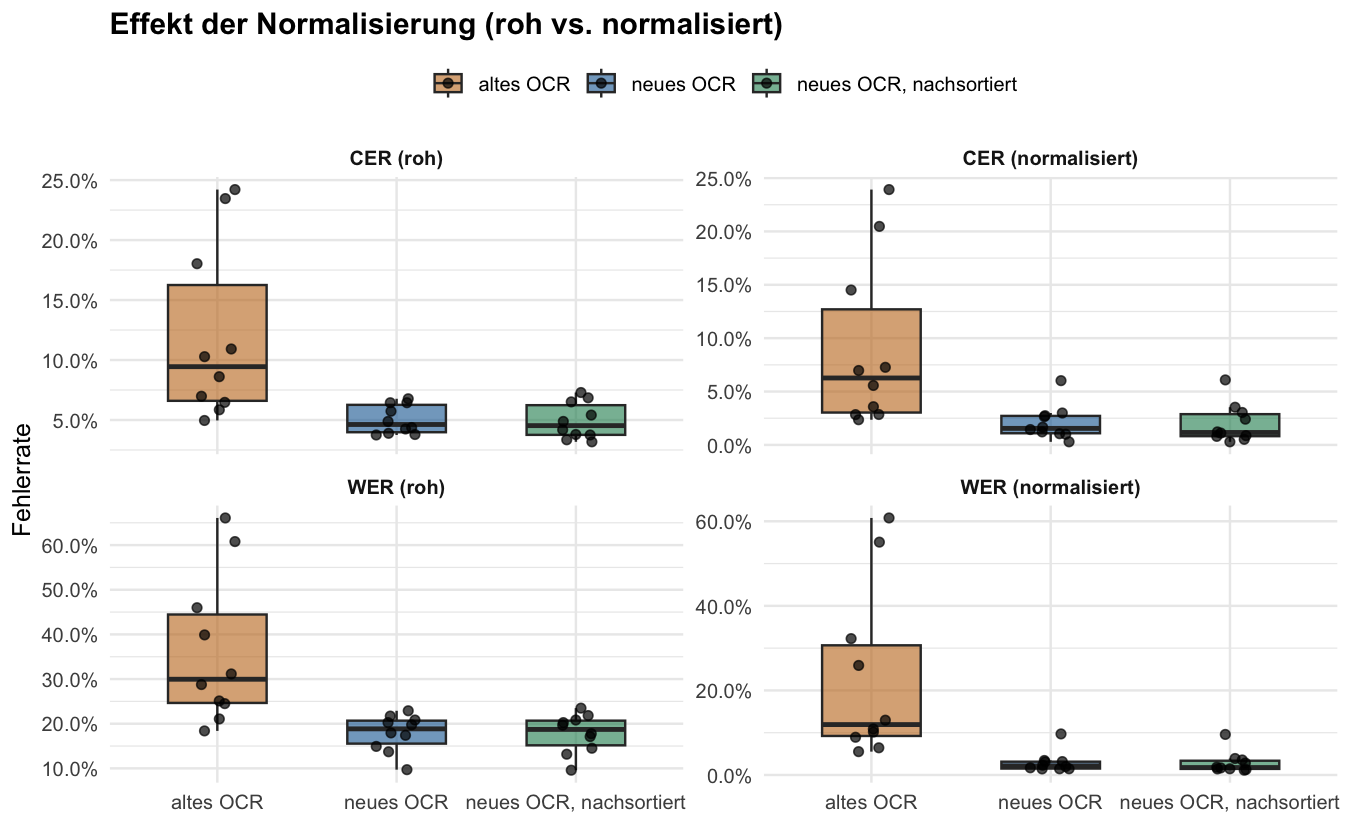 Effekt der Normalisierung (roh vs. normalisiert)
altes OCR neues OCR neues OCR, nachsortiert
Fehlerrate
CER (roh)
25.0%
20.0%
15.0%
10.0%
5.0%
CER (normalisiert)
25.0%
20.0%
15.0%
10.0%
5.0%
0.0%
WER (roh)
60.0%
50.0%
40.0%
30.0%
20.0%
10.0%
altes OCR neues OCR neues OCR, nachsortiert
WER (normalisiert)
60.0%
40.0%
20.0%
0.0%
altes OCR neues OCR neues OCR, nachsortiert